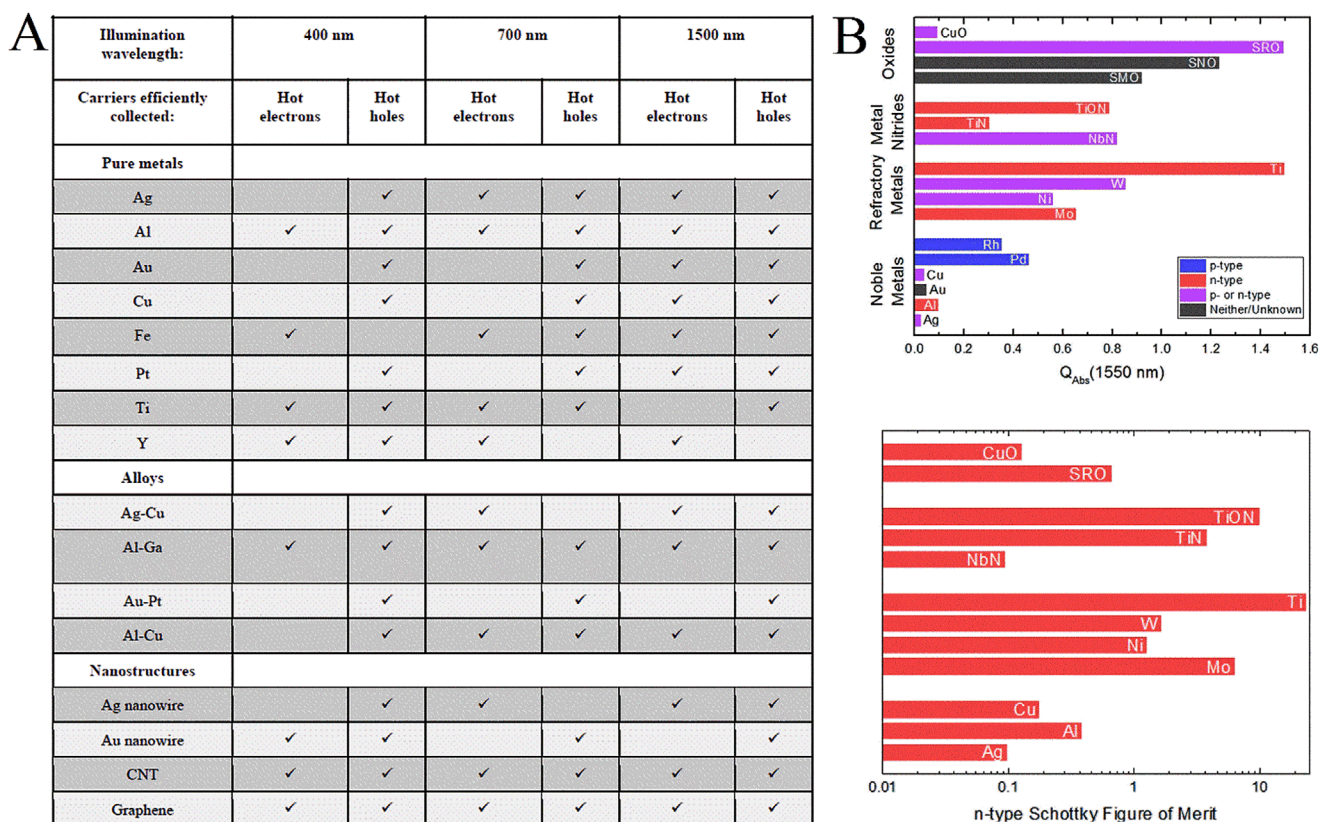 A
Illumination wavelength: 400 nm 700 nm 1500 nm
Carriers efficiently collected: Hot electrons Hot holes Hot electrons Hot holes Hot electrons Hot holes
Pure metals
Ag ✓ ✓ ✓ ✓ ✓
Al ✓ ✓ ✓ ✓ ✓ ✓
Au ✓ ✓ ✓ ✓
Cu ✓ ✓ ✓ ✓
Fe ✓ ✓ ✓ ✓ ✓
Pt ✓ ✓ ✓ ✓
Ti ✓ ✓ ✓ ✓ ✓
Y ✓ ✓ ✓ ✓
Alloys
Ag-Cu ✓ ✓ ✓ ✓
Al-Ga ✓ ✓ ✓ ✓ ✓ ✓
Au-Pt ✓ ✓ ✓
Al-Cu ✓ ✓ ✓ ✓ ✓
Nanostructures
Ag nanowire ✓ ✓ ✓ ✓
Au nanowire ✓ ✓ ✓ ✓
CNT ✓ ✓ ✓ ✓ ✓ ✓
Graphene ✓ ✓ ✓ ✓ ✓ ✓
B
Oxides
CuO
SRO
SNO
SMO
Metal
Nitrides
TiON
TiN
NbN
Refractory
Metals
Ti
W
Ni
Mo
Noble
Metals
Rh
Pd
Cu
Au
Al
Ag
p-type
n-type
p- or n-type
Neither/Unknown
0.0 0.2 0.4 0.6 0.8 1.0 1.2 1.4 1.6
QAbs(1550 nm)
CuO
SRO
TiON
TiN
NbN
Ti
W
Ni
Mo
Cu
Al
Ag
0.01 0.1 1 10
n-type Schottky Figure of Merit